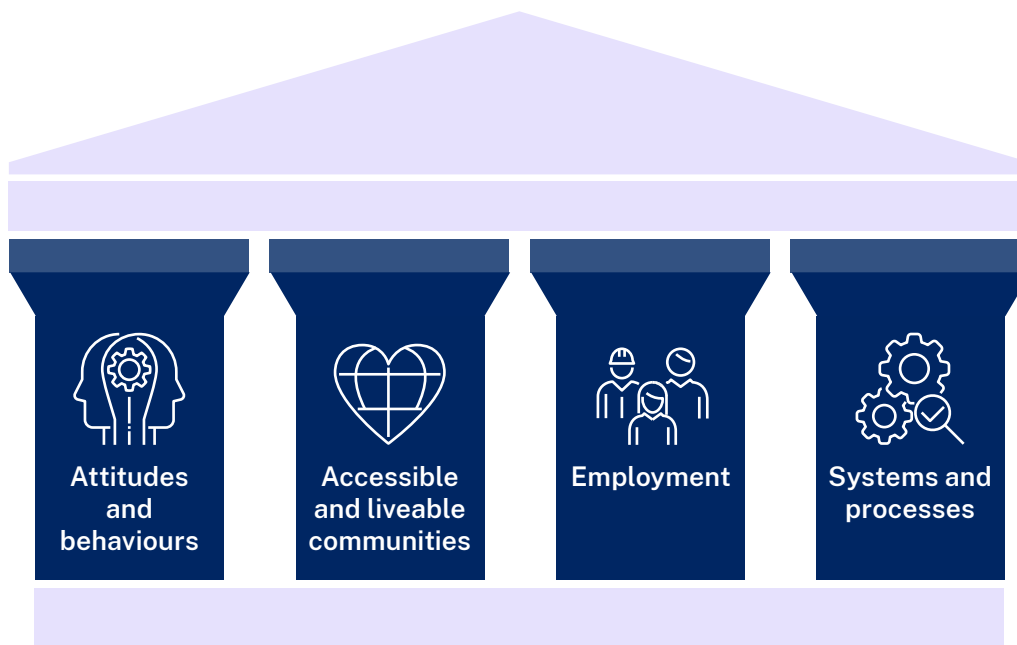 Attitudes
and
behaviours
Accessible
and liveable
communities
Employment
Systems and
processes